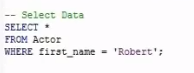 -- Select Data
SELECT *
FROM Actor
WHERE first_name = 'Robert';